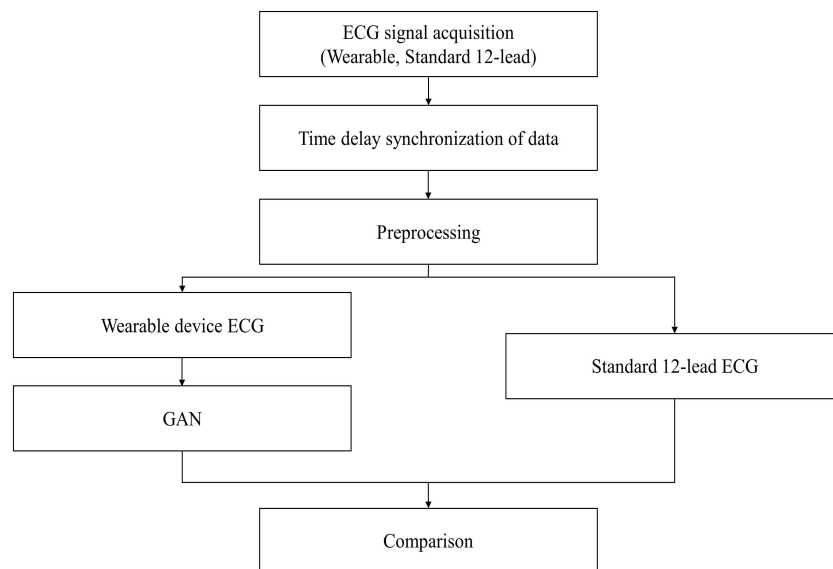 ECG signal acquisition
(Wearable, Standard 12-lead)
Time delay synchronization of data
Preprocessing
Wearable device ECG
Standard 12-lead ECG
GAN
Comparison